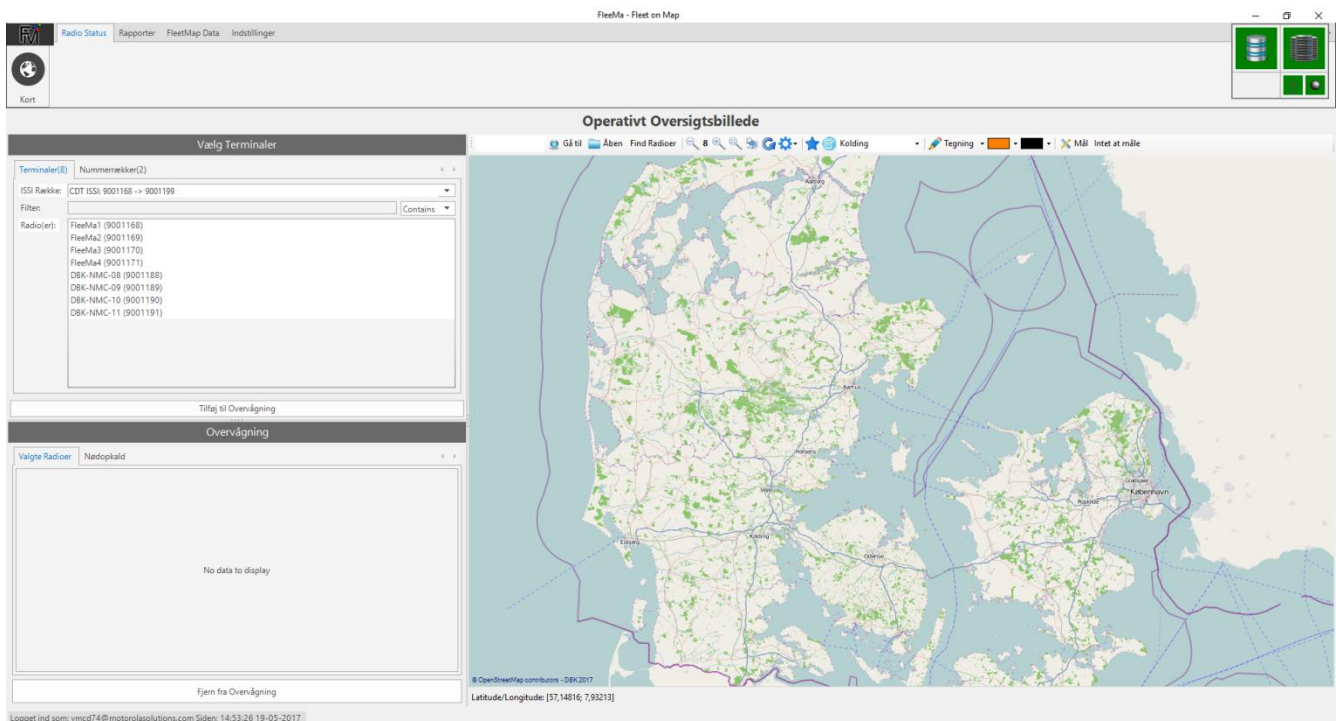 FleeMa - Fleet on Map
Radio Status Rapporter FleetMap Data Indstillinger
Kort
Operativt Oversigtsbillede
Vælg Terminaler
Gå til Åben Find Radioer 8 Kolding Tegning Mål Intet at måle
Terminaler(8) Nummerrækker(2)
ISSI Række: CDT ISSI: 9001168 -> 9001199
Filter: Contains
Radio(er): FleeMa1 (9001168)
FleeMa2 (9001169)
FleeMa3 (9001170)
FleeMa4 (9001171)
DBK-NMC-08 (9001188)
DBK-NMC-09 (9001189)
DBK-NMC-10 (9001190)
DBK-NMC-11 (9001191)
Tilføj til Overvågning
Overvågning
Valgte Radioer Nødopkald
No data to display
Fjern fra Overvågning
Aalborg
Aarhus
Horsens
Vejle
Kolding
Esbjerg
Odense
Roskilde
København
© OpenStreetMap contributors - DBK 2017
Latitude/Longitude: [57,14816; 7,93213]
Logget ind som: vmcd74@motorolasolutions.com Siden: 14:53:26 19-05-2017